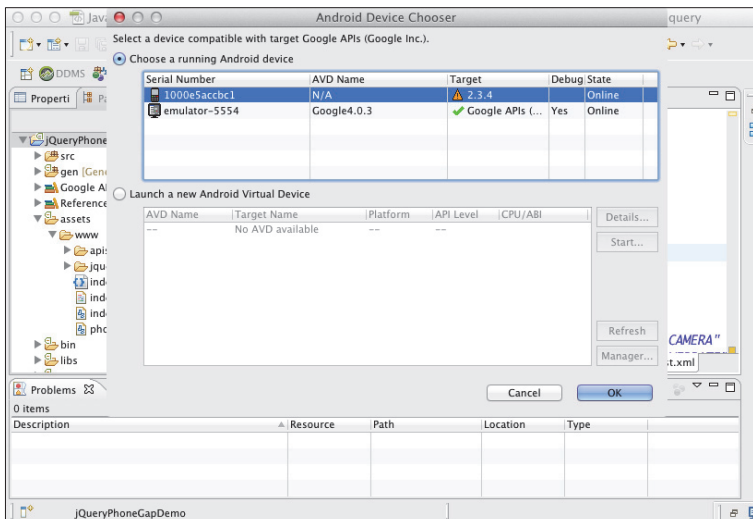 Java
Android Device Chooser
query
Select a device compatible with target Google APIs (Google Inc.).
Choose a running Android device
DDMS
Serial Number AVD Name Target Debug State
1000e5accbc1 N/A 2.3.4 Online
emulator-5554 Google4.0.3 Google APIs (... Yes Online
Properti
jQueryPhone
src
gen [Gen
Google A
Reference
assets
www
apis
jqu
ind
ind
ind
pho
bin
libs
Launch a new Android Virtual Device
AVD Name Target Name Platform API Level CPU/ABI
-- No AVD available -- --
Details...
Start...
Refresh
Manager...
CAMERA"
st.xml
Cancel OK
Problems
0 items
Description Resource Path Location Type
jQueryPhoneGapDemo